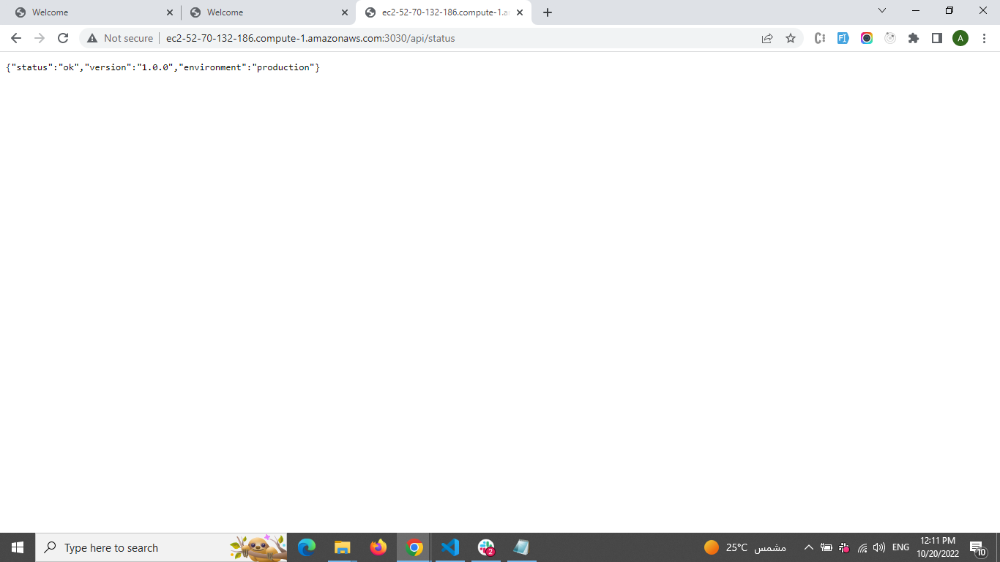 Welcome
Welcome
ec2-52-70-132-186.compute-1.a
Not secure
ec2-52-70-132-186.compute-1.amazonaws.com:3030/api/status
A
{"status":"ok","version":"1.0.0","environment":"production"}
Type here to search
2
25°C مشمس
ENG
12:11 PM
10/20/2022
10